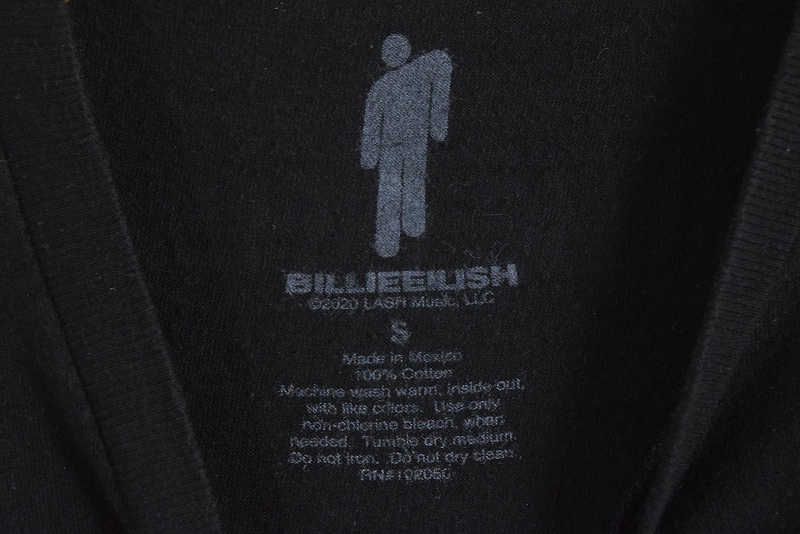 BILLIEEILISH
©2020 LASH Music, LLC
S
Made in Mexico
100% Cotton
Machine wash warm, inside out,
with like colors. Use only
non-chlorine bleach, when
needed. Tumble dry medium.
Do not iron. Do not dry clean.
RN#102050